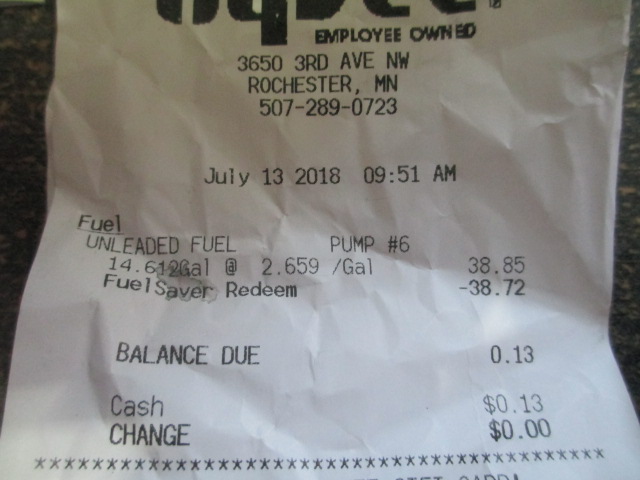 EMPLOYEE OWNED
3650 3RD AVE NW
ROCHESTER, MN
507-289-0723
July 13 2018 09:51 AM
Fuel
UNLEADED FUEL PUMP #6
14.612Gal @ 2.659 /Gal 38.85
FuelSaver Redeem -38.72
BALANCE DUE 0.13
Cash $0.13
CHANGE $0.00
****************************************